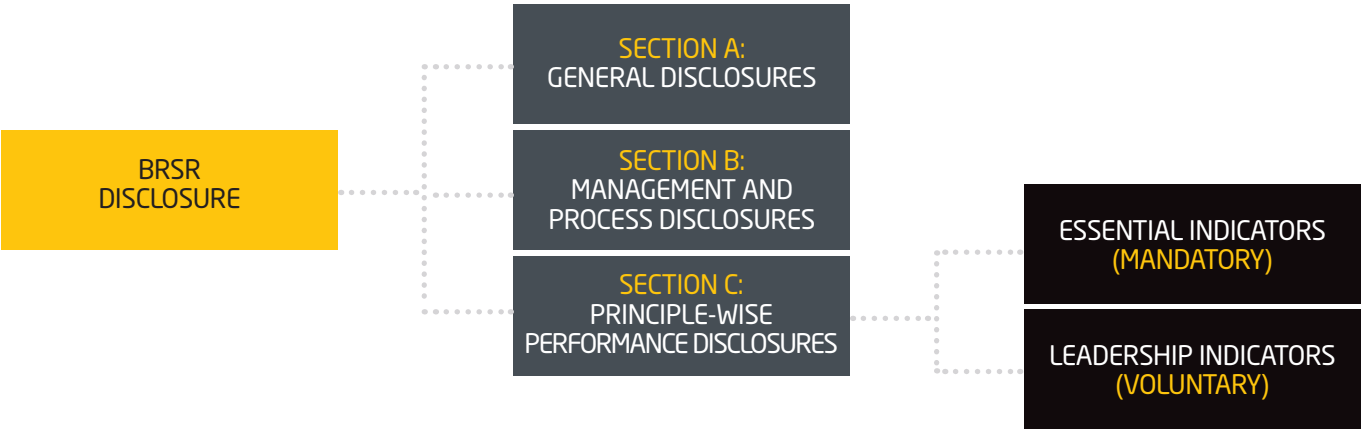 BRSR
DISCLOSURE
SECTION A:
GENERAL DISCLOSURES
SECTION B:
MANAGEMENT AND
PROCESS DISCLOSURES
SECTION C:
PRINCIPLE-WISE
PERFORMANCE DISCLOSURES
ESSENTIAL INDICATORS
(MANDATORY)
LEADERSHIP INDICATORS
(VOLUNTARY)